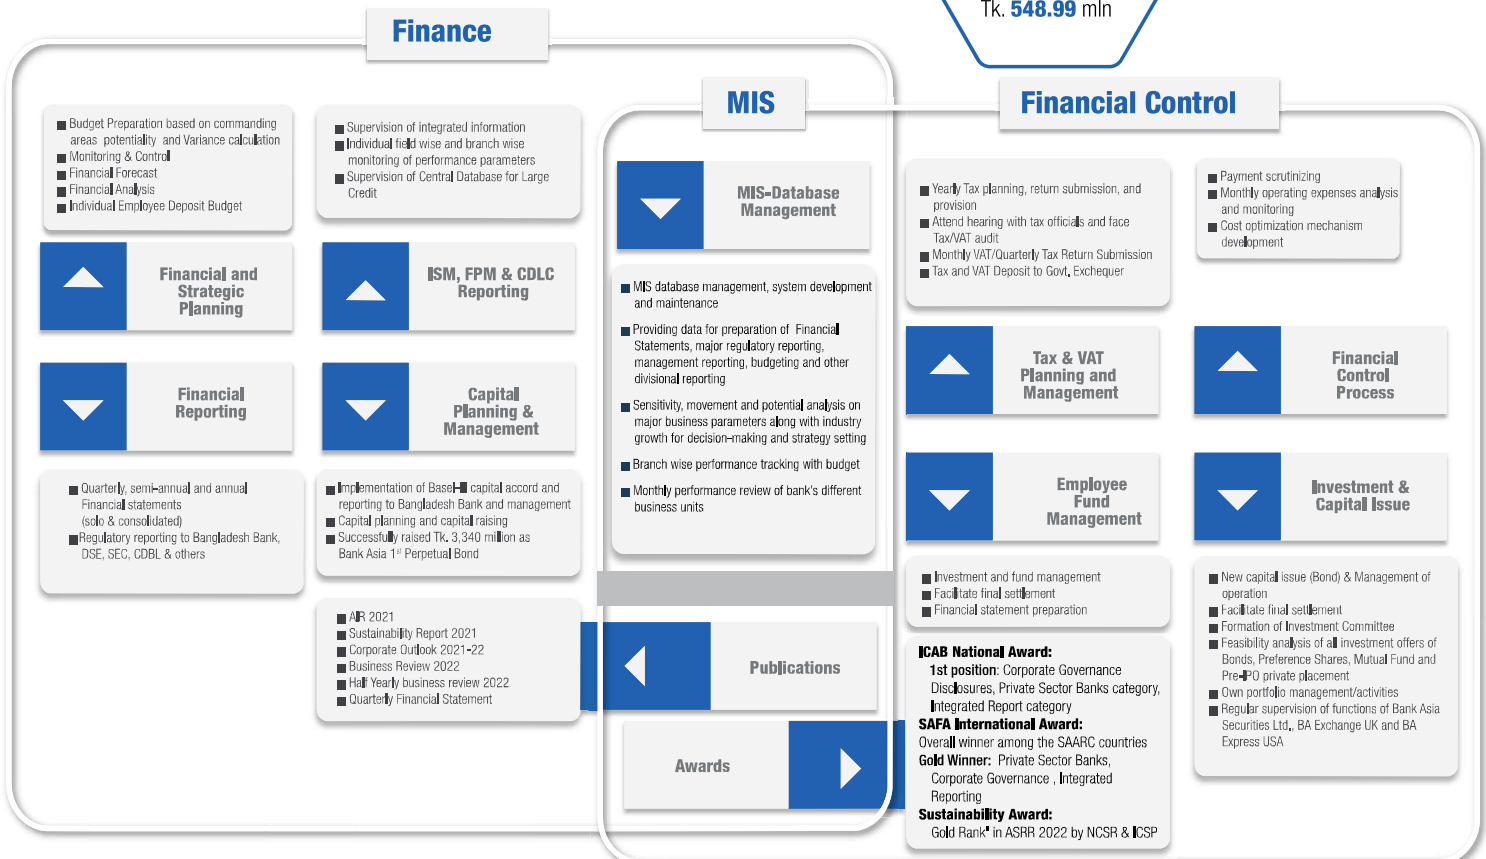 Tk. 548.99 mln
Finance
MIS
Financial Control
Budget Preparation based on commanding
areas potentiality and Variance calculation
Monitoring & Control
Financial Forecast
Financial Analysis
Individual Employee Deposit Budget
Supervision of integrated information
Individual field wise and branch wise
monitoring of performance parameters
Supervision of Central Database for Large
Credit
Financial and
Strategic
Planning
ISM, FPM & CDLC
Reporting
Financial
Reporting
Capital
Planning &
Management
Quarterly, semi-annual and annual
Financial statements
(solo & consolidated)
Regulatory reporting to Bangladesh Bank,
DSE, SEC, CDBL & others
Implementation of Basel-III capital accord and
reporting to Bangladesh Bank and management
Capital planning and capital raising
Successfully raised Tk. 3,340 million as
Bank Asia 1st Perpetual Bond
AIR 2021
Sustainability Report 2021
Corporate Outlook 2021-22
Business Review 2022
Half Yearly business review 2022
Quarterly Financial Statement
MIS-Database
Management
MIS database management, system development
and maintenance
Providing data for preparation of Financial
Statements, major regulatory reporting,
management reporting, budgeting and other
divisional reporting
Sensitivity, movement and potential analysis on
major business parameters along with industry
growth for decision-making and strategy setting
Branch wise performance tracking with budget
Monthly performance review of bank's different
business units
Publications
Awards
Yearly Tax planning, return submission, and
provision
Attend hearing with tax officials and face
Tax/VAT audit
Monthly VAT/Quarterly Tax Return Submission
Tax and VAT Deposit to Govt. Exchequer
Payment scrutinizing
Monthly operating expenses analysis
and monitoring
Cost optimization mechanism
development
Tax & VAT
Planning and
Management
Financial
Control
Process
Employee
Fund
Management
Investment &
Capital Issue
Investment and fund management
Facilitate final settlement
Financial statement preparation
ICAB National Award:
1st position: Corporate Governance
Disclosures, Private Sector Banks category,
Integrated Report category
SAFA International Award:
Overall winner among the SAARC countries
Gold Winner: Private Sector Banks,
Corporate Governance , Integrated
Reporting
Sustainability Award:
Gold Rank" in ASRR 2022 by NCSR & ICSP
New capital issue (Bond) & Management of
operation
Facilitate final settlement
Formation of Investment Committee
Feasibility analysis of all investment offers of
Bonds, Preference Shares, Mutual Fund and
Pre-IPO private placement
Own portfolio management/activities
Regular supervision of functions of Bank Asia
Securities Ltd., BA Exchange UK and BA
Express USA